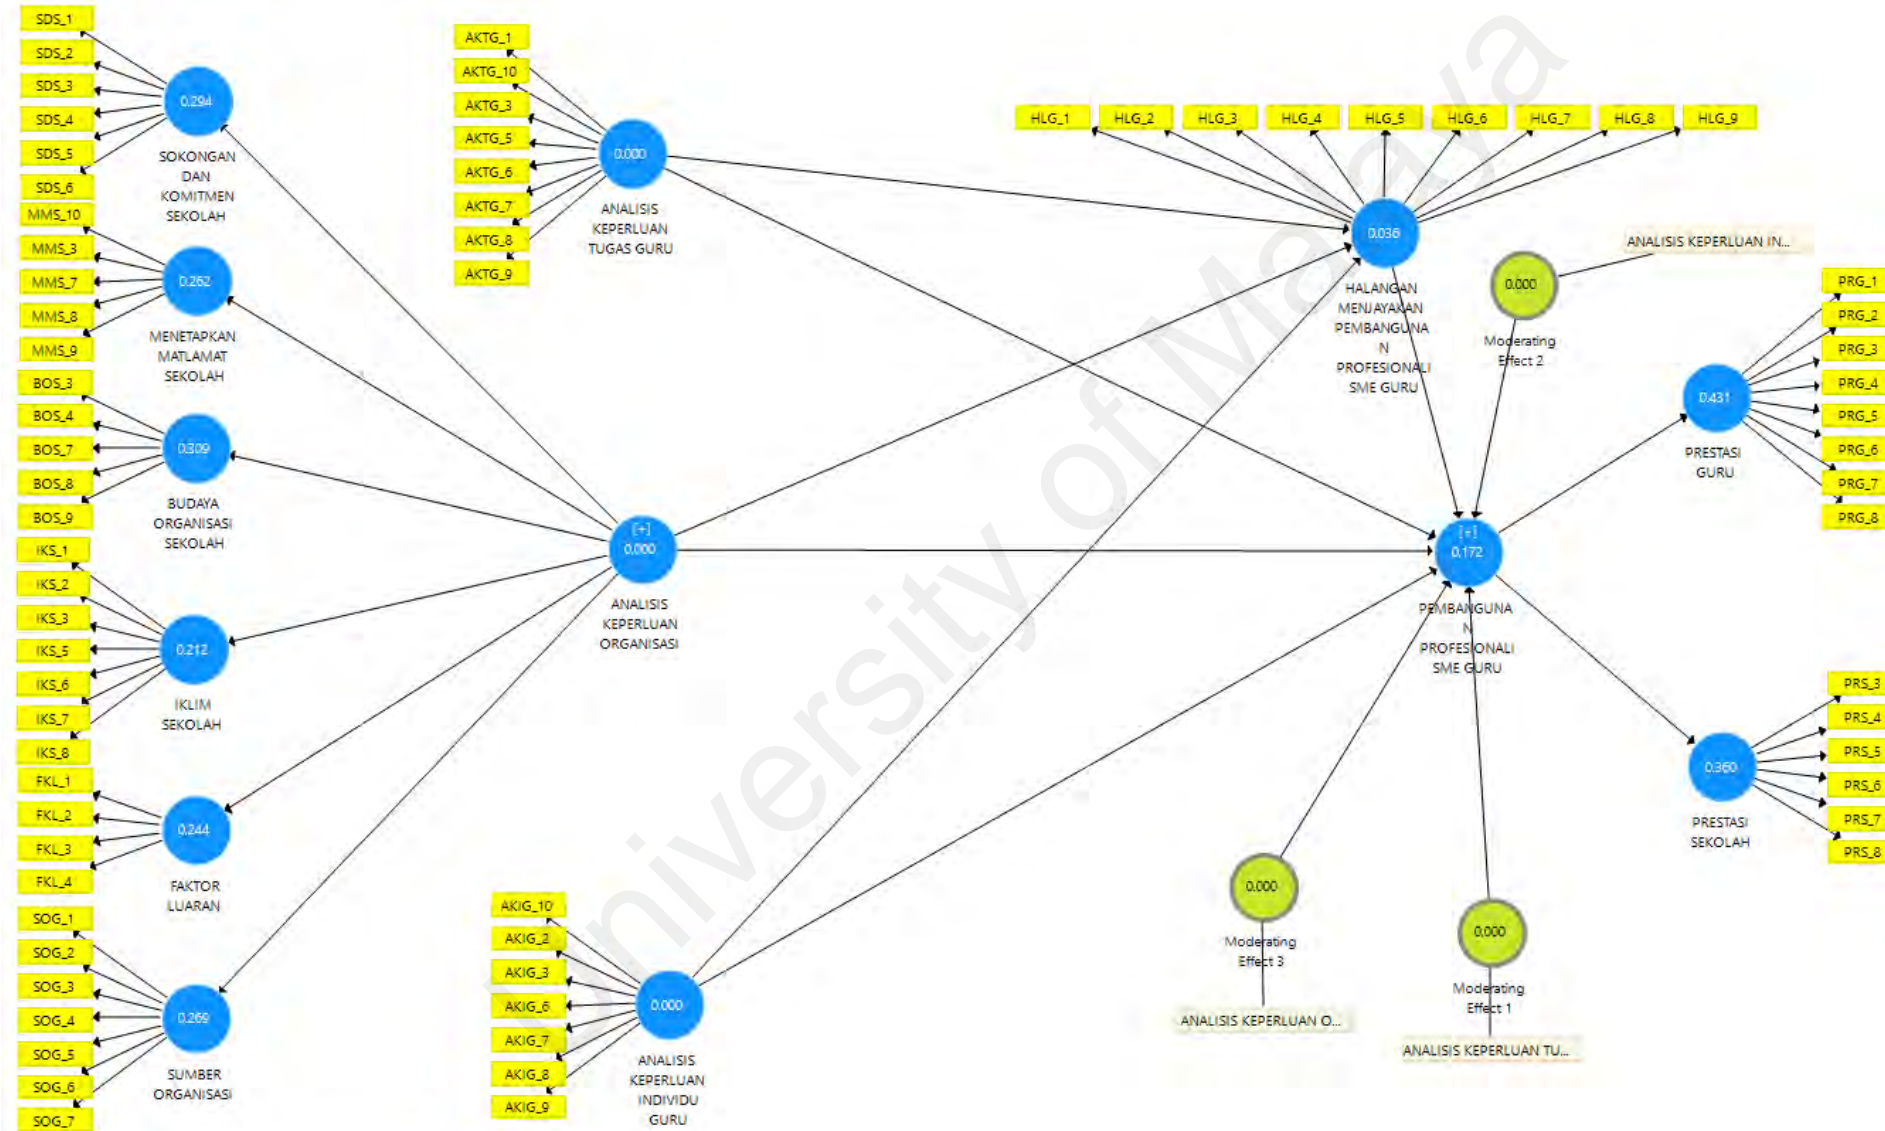 SDS_1
SDS_2
SDS_3
SDS_4
SDS_5
SDS_6
0.294
SOKONGAN
DAN
KOMITMEN
SEKOLAH
MMS_10
MMS_3
MMS_7
MMS_8
MMS_9
0.262
MENETAPKAN
MATLAMAT
SEKOLAH
BOS_3
BOS_4
BOS_7
BOS_8
BOS_9
0.309
BUDAYA
ORGANISASI
SEKOLAH
IKS_1
IKS_2
IKS_3
IKS_5
IKS_6
IKS_7
IKS_8
0.212
IKLIM
SEKOLAH
FKL_1
FKL_2
FKL_3
FKL_4
0.244
FAKTOR
LUARAN
SOG_1
SOG_2
SOG_3
SOG_4
SOG_5
SOG_6
SOG_7
0.269
SUMBER
ORGANISASI
AKTG_1
AKTG_10
AKTG_3
AKTG_5
AKTG_6
AKTG_7
AKTG_8
AKTG_9
0.000
ANALISIS
KEPERLUAN
TUGAS GURU
[+]
0.000
ANALISIS
KEPERLUAN
ORGANISASI
AKIG_10
AKIG_2
AKIG_3
AKIG_6
AKIG_7
AKIG_8
AKIG_9
0.000
ANALISIS
KEPERLUAN
INDIVIDU
GURU
HLG_1
HLG_2
HLG_3
HLG_4
HLG_5
HLG_6
HLG_7
HLG_8
HLG_9
0.036
HALANGAN
MENJAYAKAN
PEMBANGUNA
N
PROFESIONALI
SME GURU
ANALISIS KEPERLUAN IN...
0.000
Moderating
Effect 2
[+]
0.172
PEMBANGUNA
N
PROFESIONALI
SME GURU
0.000
Moderating
Effect 3
ANALISIS KEPERLUAN O...
0.000
Moderating
Effect 1
ANALISIS KEPERLUAN TU...
PRG_1
PRG_2
PRG_3
PRG_4
PRG_5
PRG_6
PRG_7
PRG_8
0.431
PRESTASI
GURU
PRS_3
PRS_4
PRS_5
PRS_6
PRS_7
PRS_8
0.360
PRESTASI
SEKOLAH
University of Malaya